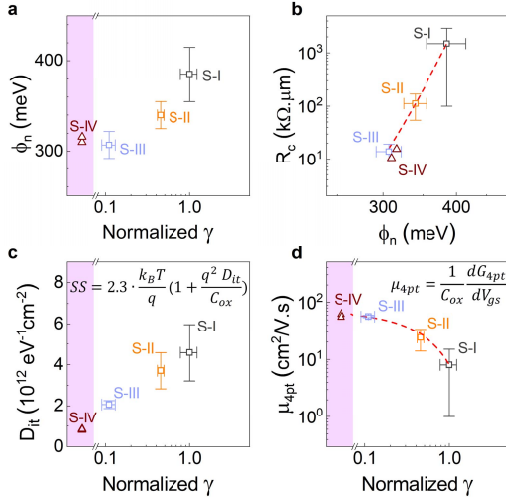 a
ϕn (meV)
400
300
S-I
S-II
S-III
S-IV
0.1
1.0
Normalized γ
b
Rc (kΩ.μm)
10³
10²
10¹
S-I
S-II
S-III
S-IV
300
400
ϕn (meV)
c
Dit (10¹² eV⁻¹cm⁻²)
8
6
4
2
0
SS = 2.3 · kBT/q (1 + q² Dit/Cox)
S-I
S-II
S-III
S-IV
0.1
1.0
Normalized γ
d
μ4pt (cm²/V.s)
10²
10¹
10⁰
μ4pt = 1/Cox dG4pt/dVgs
S-IV
S-III
S-II
S-I
0.1
1.0
Normalized γ